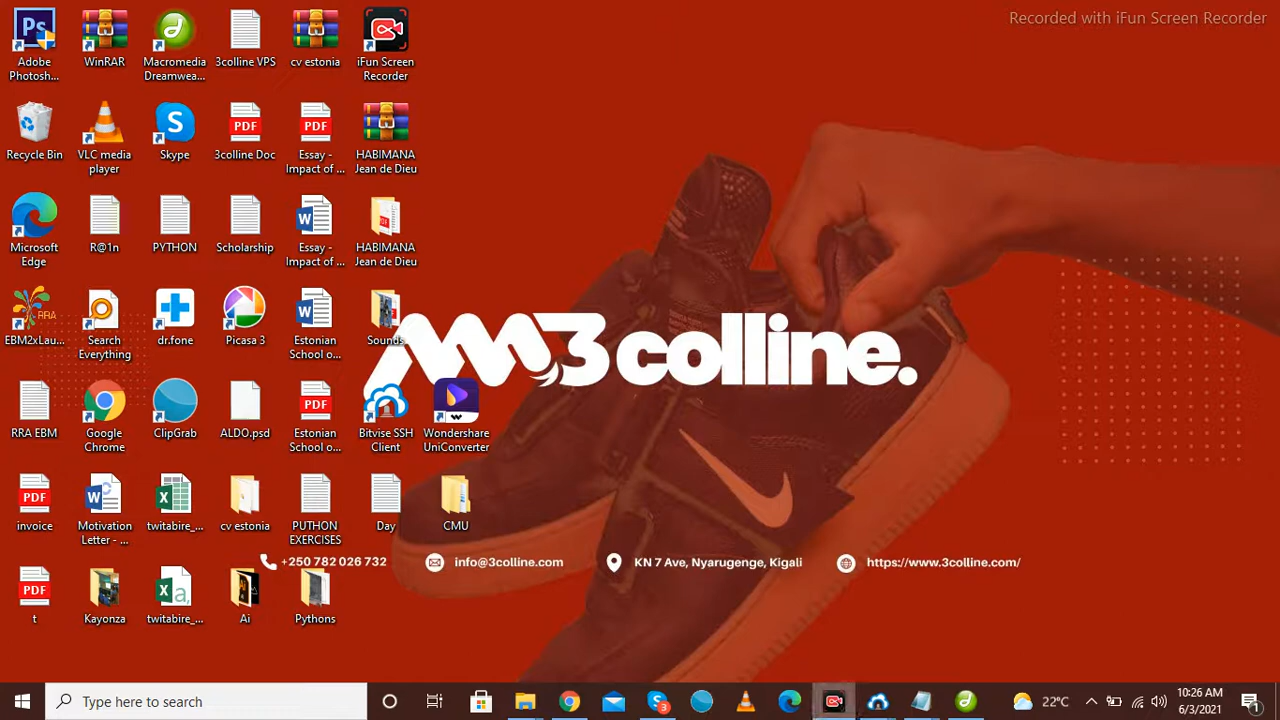 Recorded with iFun Screen Recorder
Adobe
Photosh...
WinRAR
Macromedia
Dreamwea...
3colline VPS
cv estonia
iFun Screen
Recorder
Recycle Bin
VLC media
player
Skype
3colline Doc
Essay -
Impact of ...
HABIMANA
Jean de Dieu
Microsoft
Edge
R@1n
PYTHON
Scholarship
Essay -
Impact of ...
HABIMANA
Jean de Dieu
EBM2xLau...
Search
Everything
dr.fone
Picasa 3
Estonian
School o...
Sounds
3colline.
RRA EBM
Google
Chrome
ClipGrab
ALDO.psd
Estonian
School o...
Bitvise SSH
Client
Wondershare
UniConverter
invoice
Motivation
Letter - ...
twitabire_...
cv estonia
PUTHON
EXERCISES
Day
CMU
+250 782 026 732
info@3colline.com
KN 7 Ave, Nyarugenge, Kigali
https://www.3colline.com/
t
Kayonza
twitabire_...
Ai
Pythons
Type here to search
3
22°C
10:26 AM
6/3/2021
1